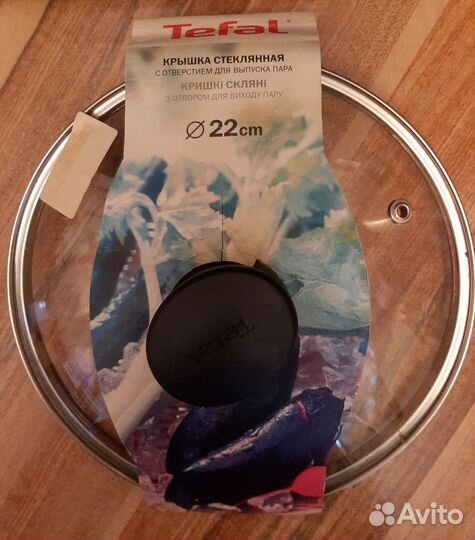 Tefal
КРЫШКА СТЕКЛЯННАЯ
С ОТВЕРСТИЕМ ДЛЯ ВЫПУСКА ПАРА
КРИШКІ СКЛЯНІ
З ОТВОРОМ ДЛЯ ВИХОДУ ПАРУ
Ø 22cm
Tefal
Avito